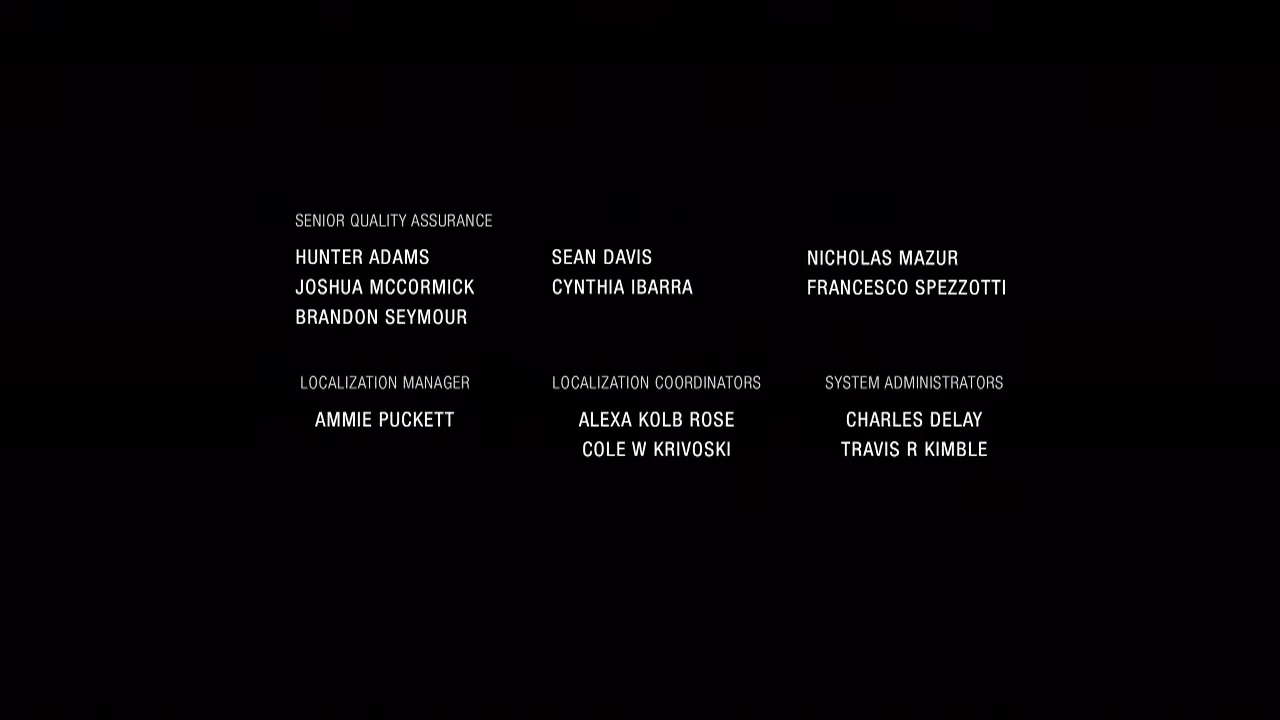 SENIOR QUALITY ASSURANCE
HUNTER ADAMS SEAN DAVIS NICHOLAS MAZUR
JOSHUA MCCORMICK CYNTHIA IBARRA FRANCESCO SPEZZOTTI
BRANDON SEYMOUR
LOCALIZATION MANAGER LOCALIZATION COORDINATORS SYSTEM ADMINISTRATORS
AMMIE PUCKETT ALEXA KOLB ROSE CHARLES DELAY
COLE W KRIVOSKI TRAVIS R KIMBLE